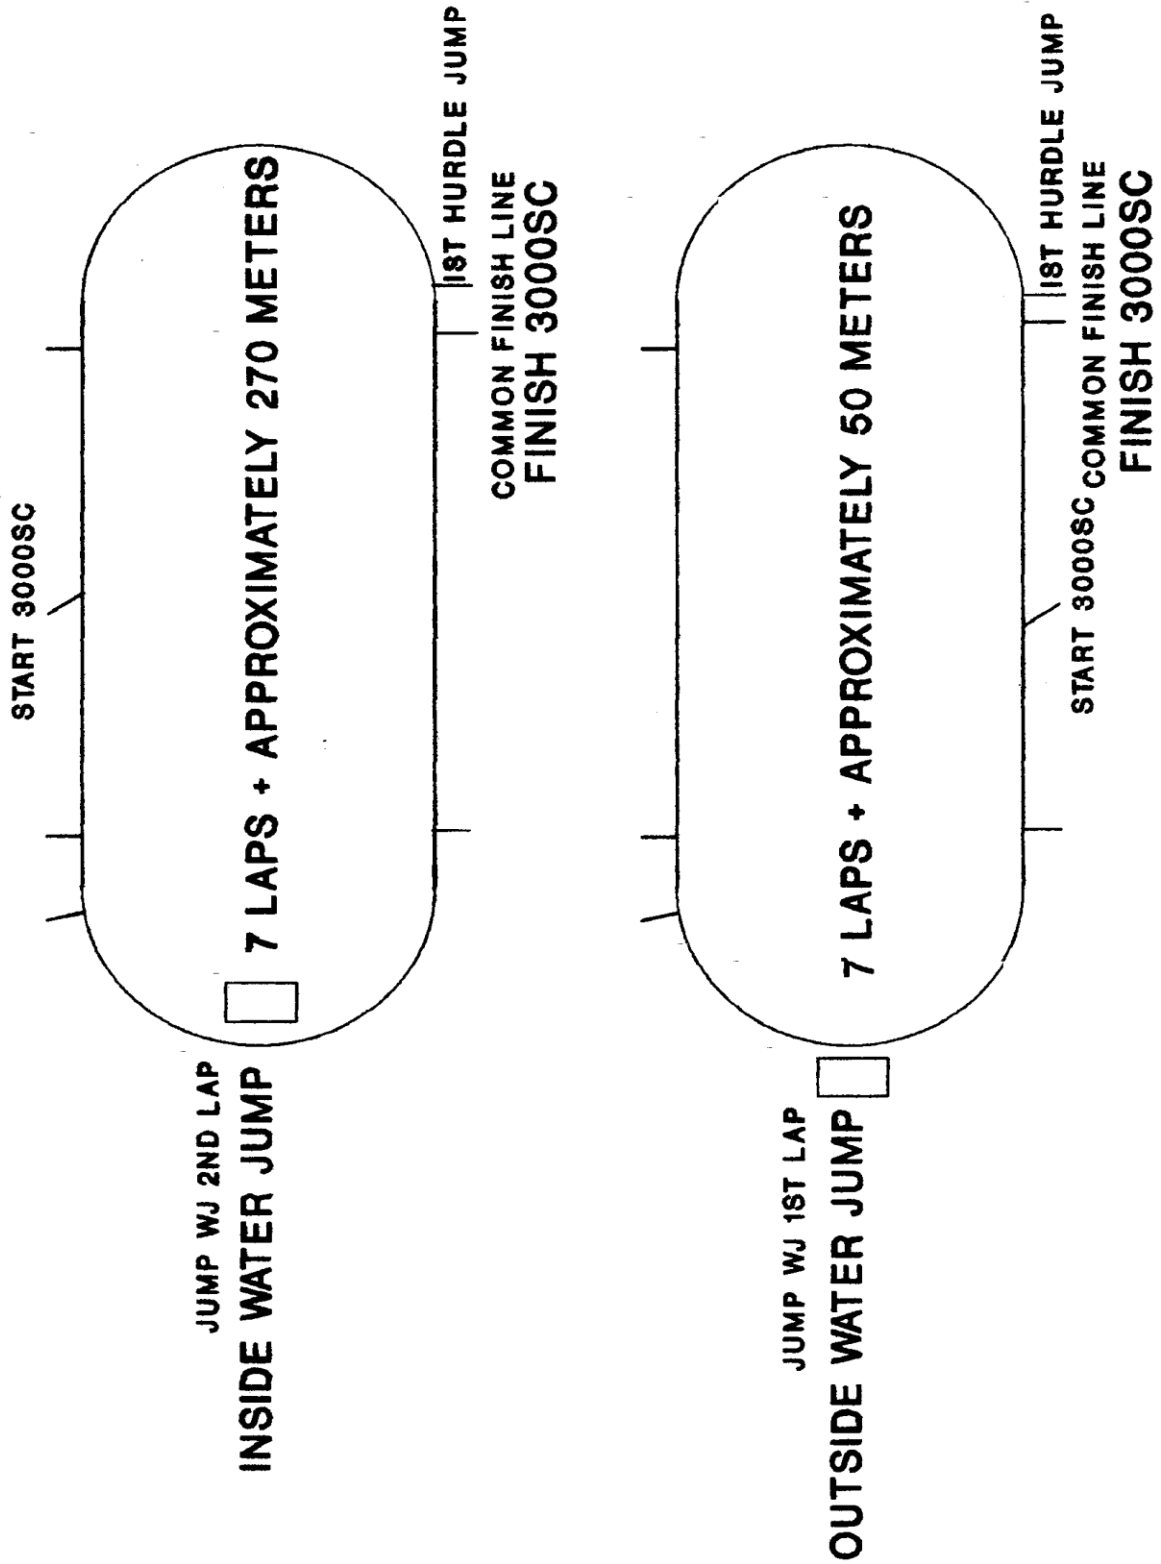 START 3000SC
7 LAPS + APPROXIMATELY 270 METERS
JUMP WJ 2ND LAP
INSIDE WATER JUMP
1ST HURDLE JUMP
COMMON FINISH LINE
FINISH 3000SC
7 LAPS + APPROXIMATELY 50 METERS
JUMP WJ 1ST LAP
OUTSIDE WATER JUMP
1ST HURDLE JUMP
START 3000SC
COMMON FINISH LINE
FINISH 3000SC